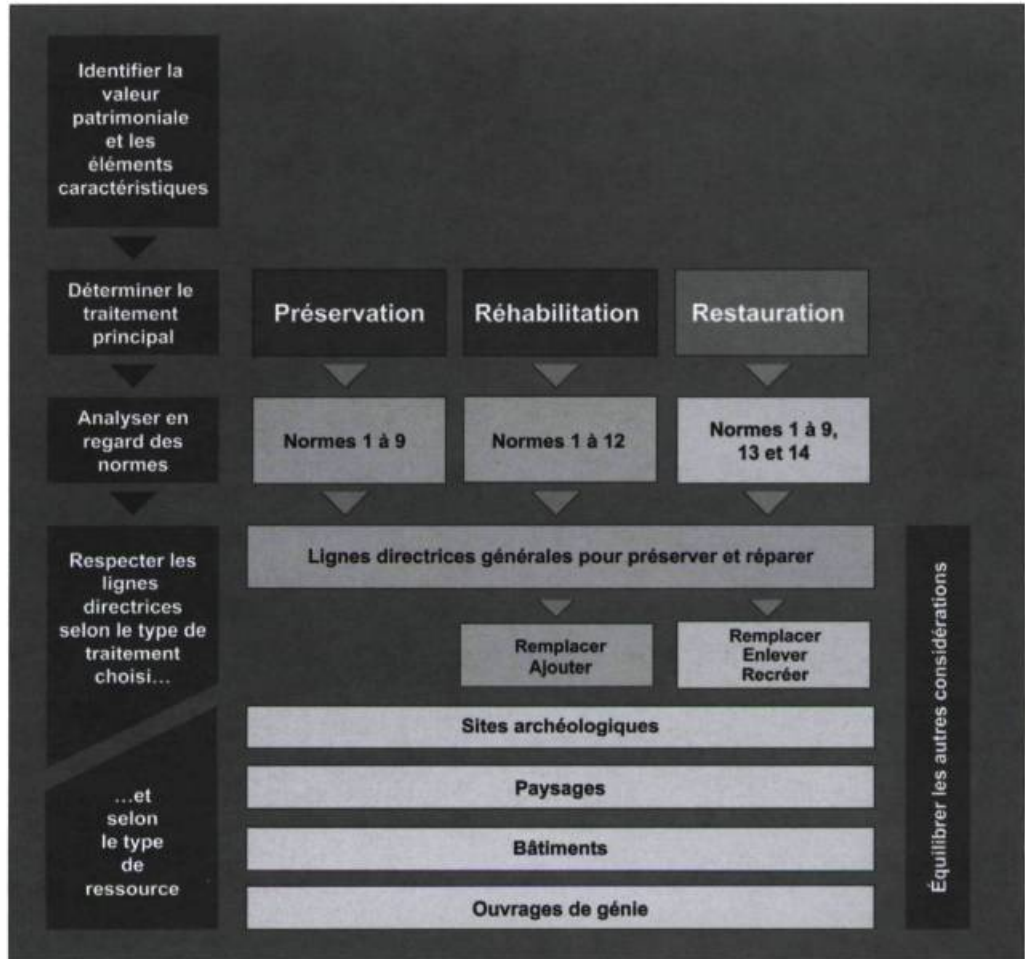 Identifier la
valeur
patrimoniale
et les
éléments
caractéristiques
Déterminer le
traitement
principal
Préservation
Réhabilitation
Restauration
Analyser en
regard des
normes
Normes 1 à 9
Normes 1 à 12
Normes 1 à 9,
13 et 14
Respecter les
lignes
directrices
selon le type de
traitement
choisi...
Lignes directrices générales pour préserver et réparer
Remplacer
Ajouter
Remplacer
Enlever
Recréer
...et
selon
le type
de
ressource
Sites archéologiques
Paysages
Bâtiments
Ouvrages de génie
Équilibrer les autres considérations